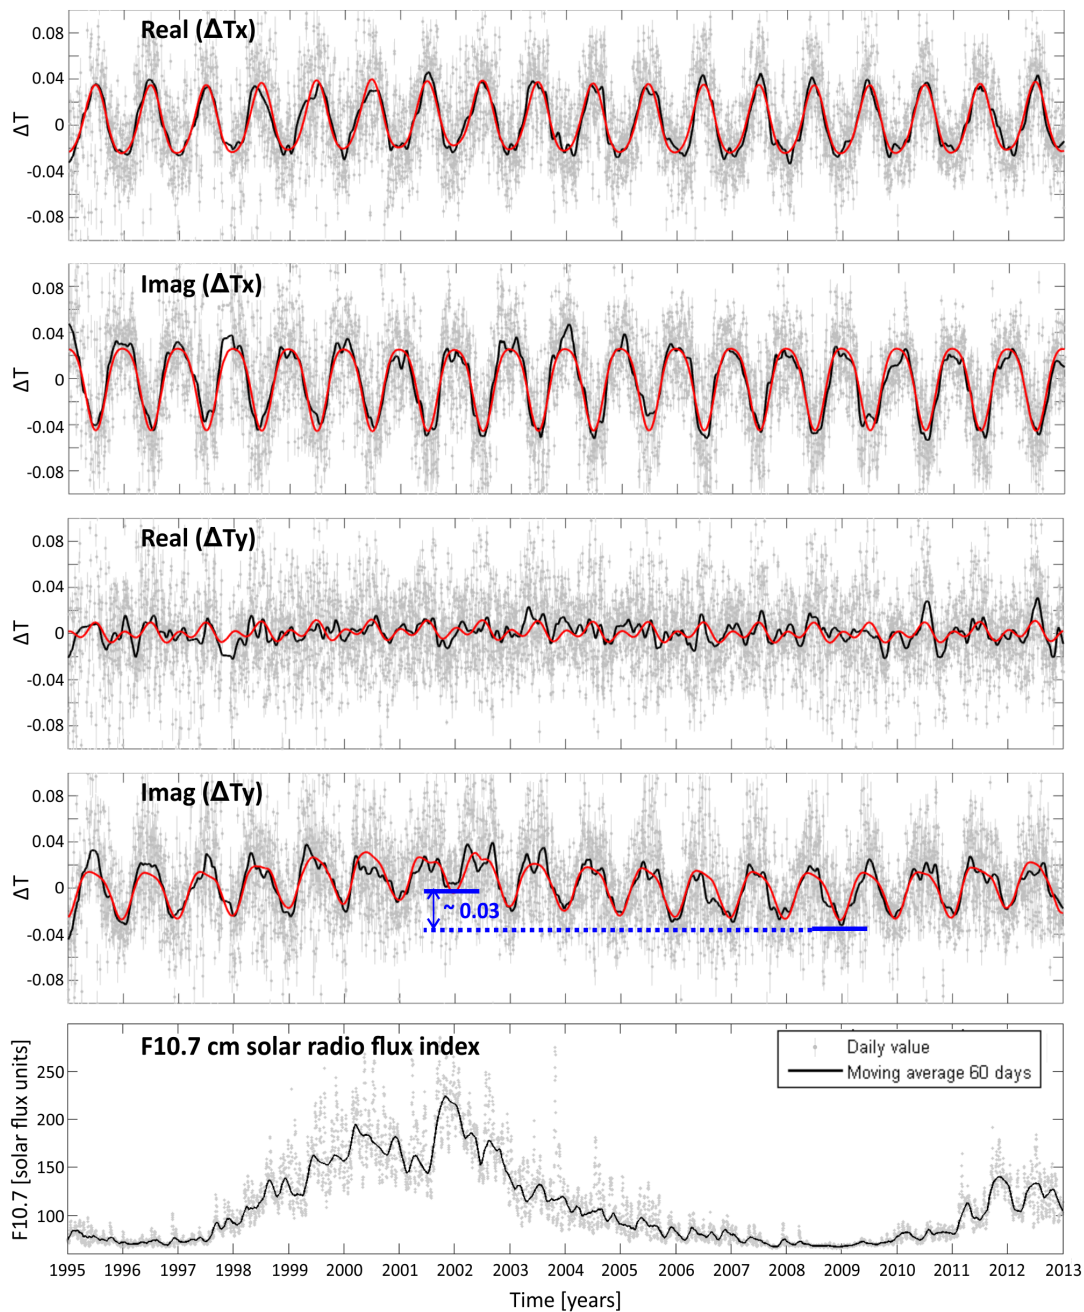 Real (ΔTx)
0.08
0.04
0
-0.04
-0.08
ΔT
Imag (ΔTx)
0.08
0.04
0
-0.04
-0.08
ΔT
Real (ΔTy)
0.08
0.04
0
-0.04
-0.08
ΔT
Imag (ΔTy)
0.08
0.04
0
-0.04
-0.08
ΔT
~ 0.03
F10.7 cm solar radio flux index
Daily value
Moving average 60 days
250
200
150
100
F10.7 [solar flux units]
1995 1996 1997 1998 1999 2000 2001 2002 2003 2004 2005 2006 2007 2008 2009 2010 2011 2012 2013
Time [years]